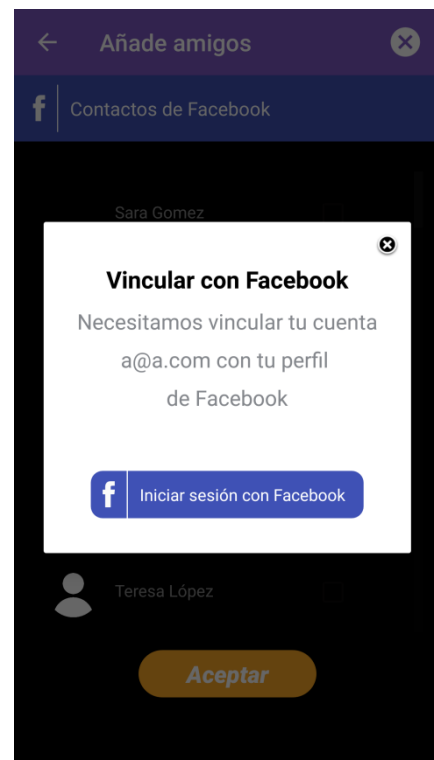 Añade amigos
f Contactos de Facebook
Sara Gomez
Vincular con Facebook
Necesitamos vincular tu cuenta
a@a.com con tu perfil
de Facebook
f Iniciar sesión con Facebook
Teresa López
Aceptar